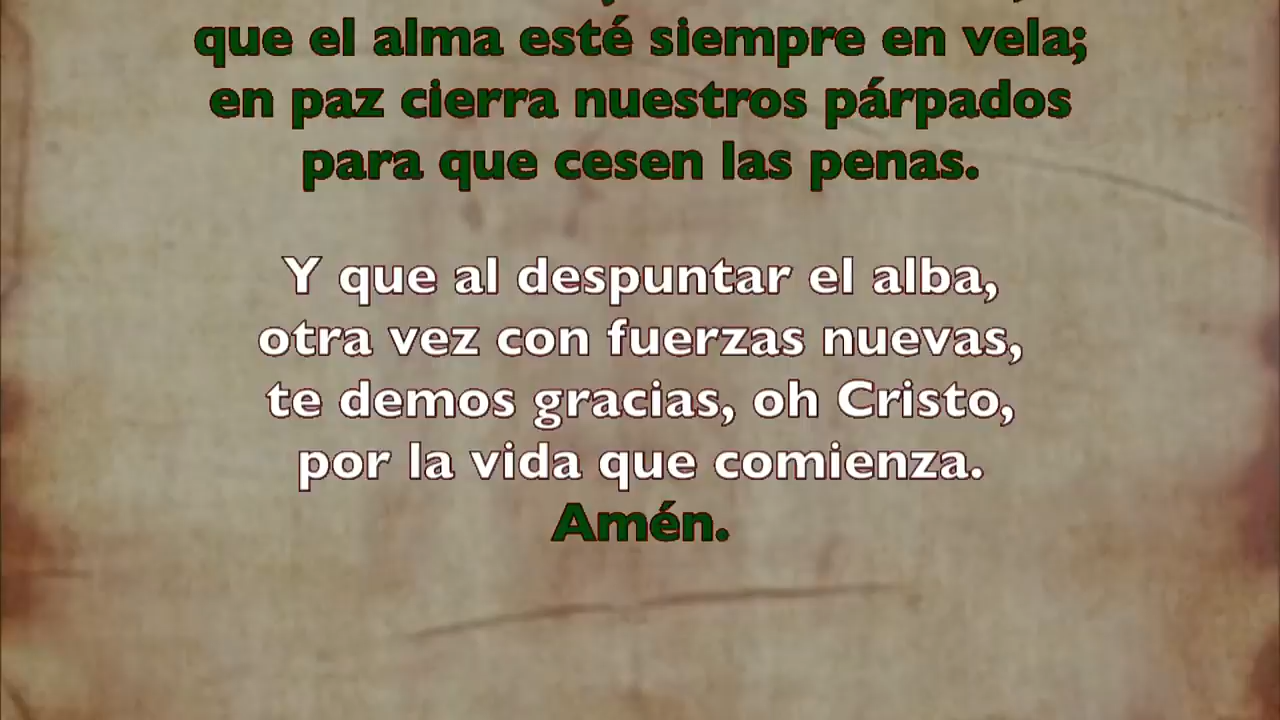 que el alma esté siempre en vela;
en paz cierra nuestros párpados
para que cesen las penas.
Y que al despuntar el alba,
otra vez con fuerzas nuevas,
te demos gracias, oh Cristo,
por la vida que comienza.
Amén.